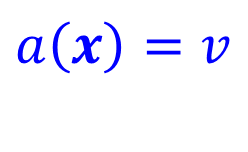 a(x) = v